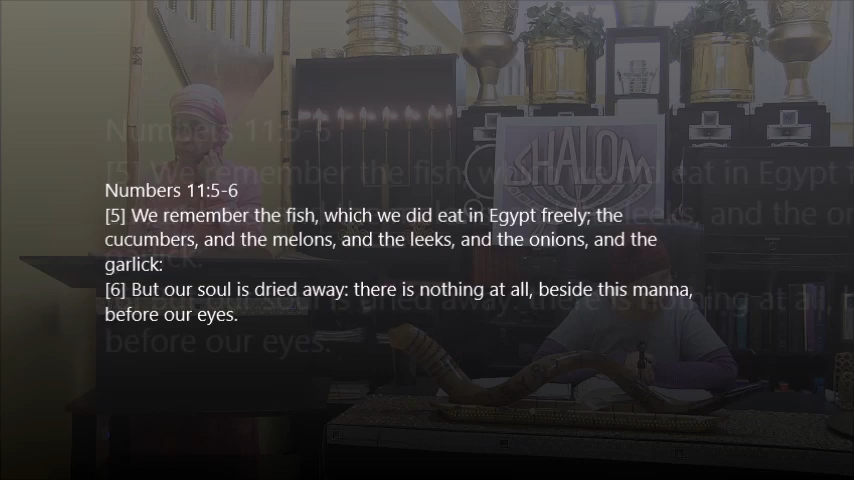 SHALOM
Numbers 11:5-6
[5] We remember the fish, which we did eat in Egypt freely; the
cucumbers, and the melons, and the leeks, and the onions, and the
garlick:
[6] But our soul is dried away: there is nothing at all, beside this manna,
before our eyes.